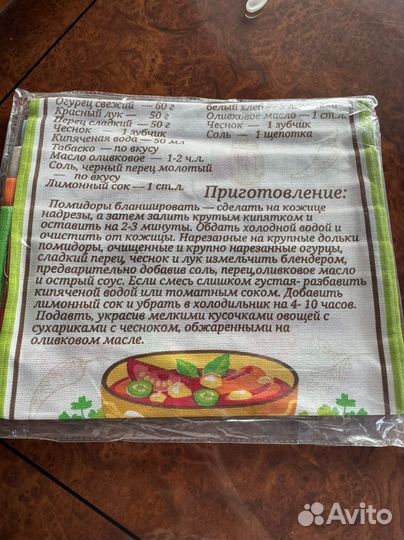 Огурец свежий — 60 г
Красный лук — 50 г
Перец сладкий — 50 г
Чеснок — 1 зубчик
Кипяченая вода — 50 мл
Табаско — по вкусу
Масло оливковое — 1-2 ч.л.
Соль, черный перец молотый
по вкусу
Лимонный сок — 1 ст.л.
белый хлеб
Оливковое масло — 1 ст.л.
Чеснок — 1 зубчик
Соль — 1 щепотка
Приготовление:
Помидоры бланшировать — сделать на кожице
надрезы, а затем залить крутым кипятком и
оставить на 2-3 минуты. Обдать холодной водой и
очистить от кожицы. Нарезанные на крупные дольки
помидоры, очищенные и крупно нарезанные огурцы,
сладкий перец, чеснок и лук измельчить блендером,
предварительно добавив соль, перец,оливковое масло
и острый соус. Если смесь слишком густая- разбавить
кипяченой водой или томатным соком. Добавить
лимонный сок и убрать в холодильник на 4- 10 часов.
Подавть, украсив мелкими кусочками овощей с
сухариками с чесноком, обжаренными на
оливковом масле.
Avito